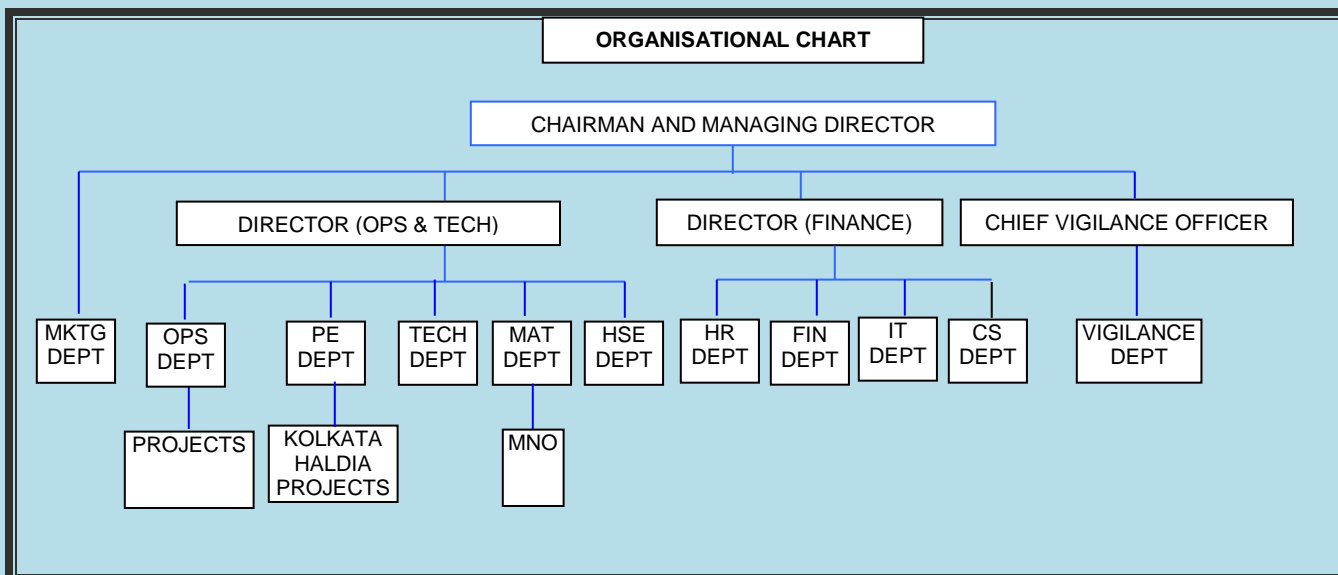 ORGANISATIONAL CHART
CHAIRMAN AND MANAGING DIRECTOR
DIRECTOR (OPS & TECH)
DIRECTOR (FINANCE)
CHIEF VIGILANCE OFFICER
MKTG
DEPT
OPS
DEPT
PE
DEPT
TECH
DEPT
MAT
DEPT
HSE
DEPT
HR
DEPT
FIN
DEPT
IT
DEPT
CS
DEPT
VIGILANCE
DEPT
PROJECTS
KOLKATA
HALDIA
PROJECTS
MNO